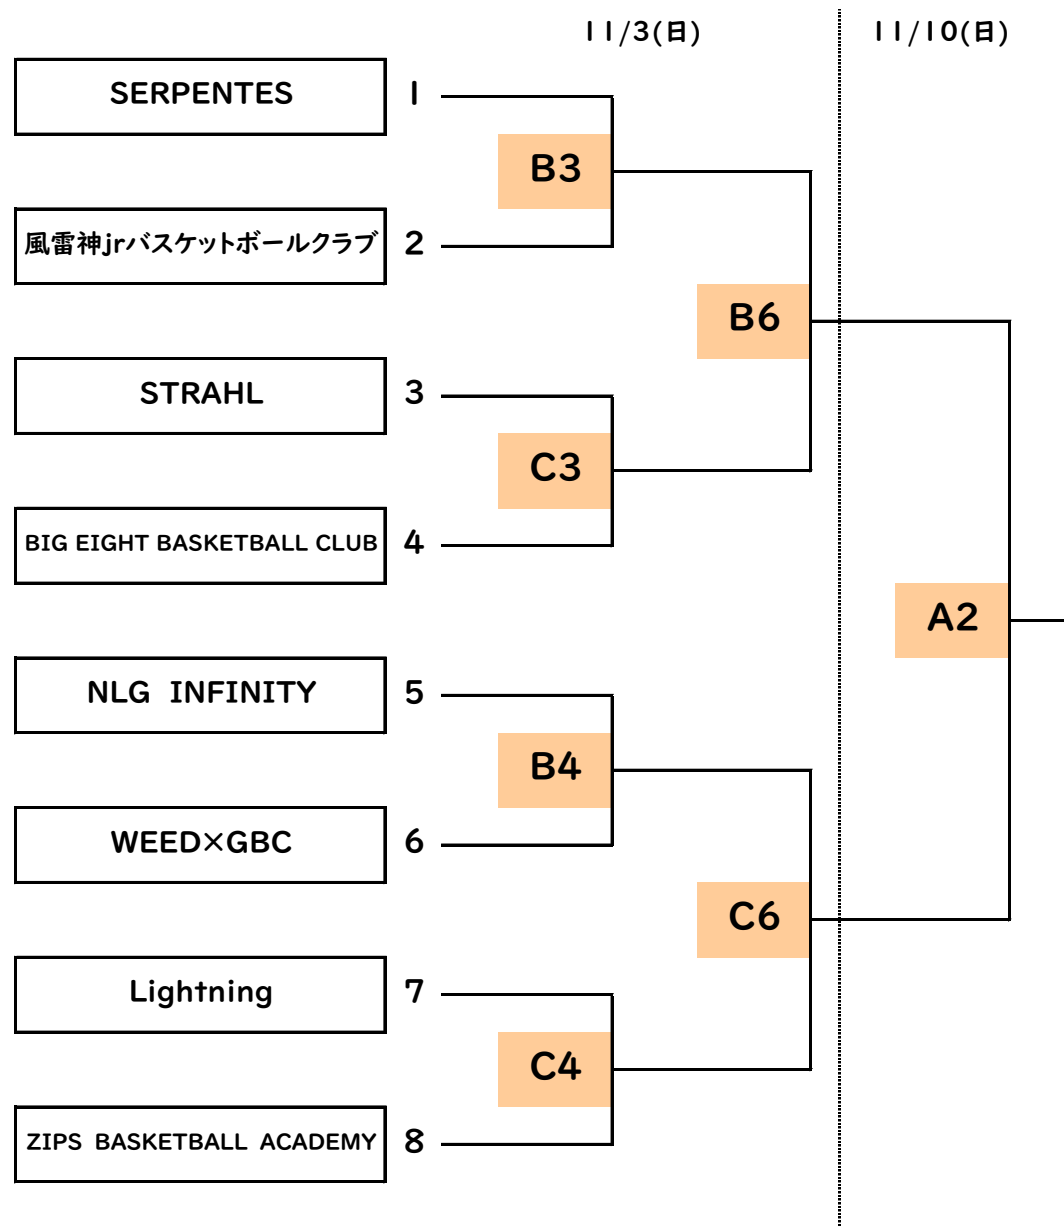 11/3(日)
11/10(日)
SERPENTES
1
B3
風雷神jrバスケットボールクラブ
2
B6
STRAHL
3
C3
BIG EIGHT BASKETBALL CLUB
4
A2
NLG INFINITY
5
B4
WEED×GBC
6
C6
Lightning
7
C4
ZIPS BASKETBALL ACADEMY
8